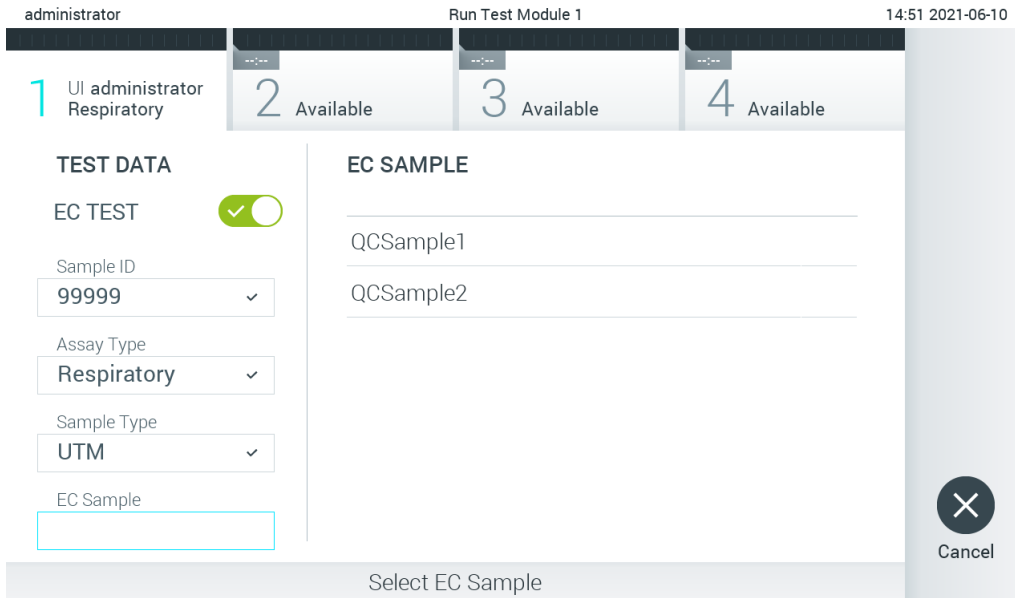 administrator
Run Test Module 1
14:51 2021-06-10
1
UI administrator
Respiratory
--:--
2
Available
--:--
3
Available
--:--
4
Available
TEST DATA
EC TEST
Sample ID
99999
Assay Type
Respiratory
Sample Type
UTM
EC Sample
EC SAMPLE
QCSample1
QCSample2
Cancel
Select EC Sample